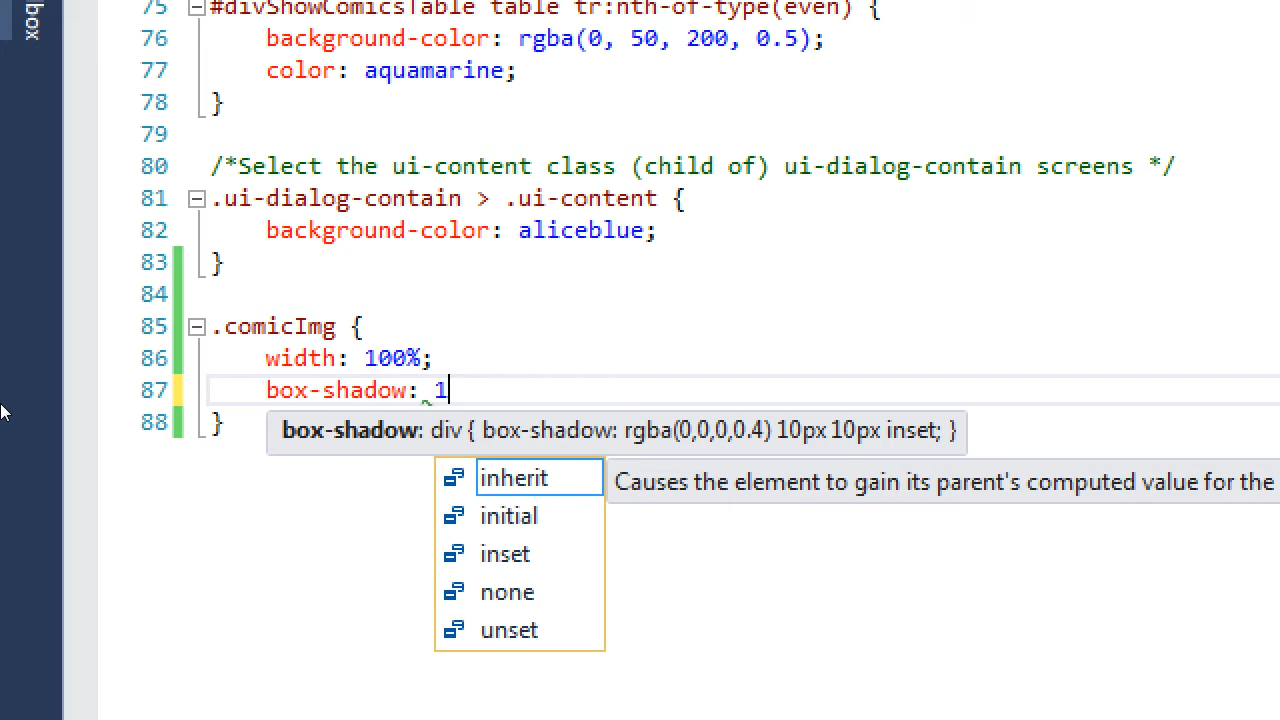 box
75 #divShowComicsTable table tr:nth-of-type(even) {
76 background-color: rgba(0, 50, 200, 0.5);
77 color: aquamarine;
78 }
79
80 /*Select the ui-content class (child of) ui-dialog-contain screens */
81 .ui-dialog-contain > .ui-content {
82 background-color: aliceblue;
83 }
84
85 .comicImg {
86 width: 100%;
87 box-shadow: 1
88 }
box-shadow: div { box-shadow: rgba(0,0,0,0.4) 10px 10px inset; }
inherit
Causes the element to gain its parent's computed value for the
initial
inset
none
unset